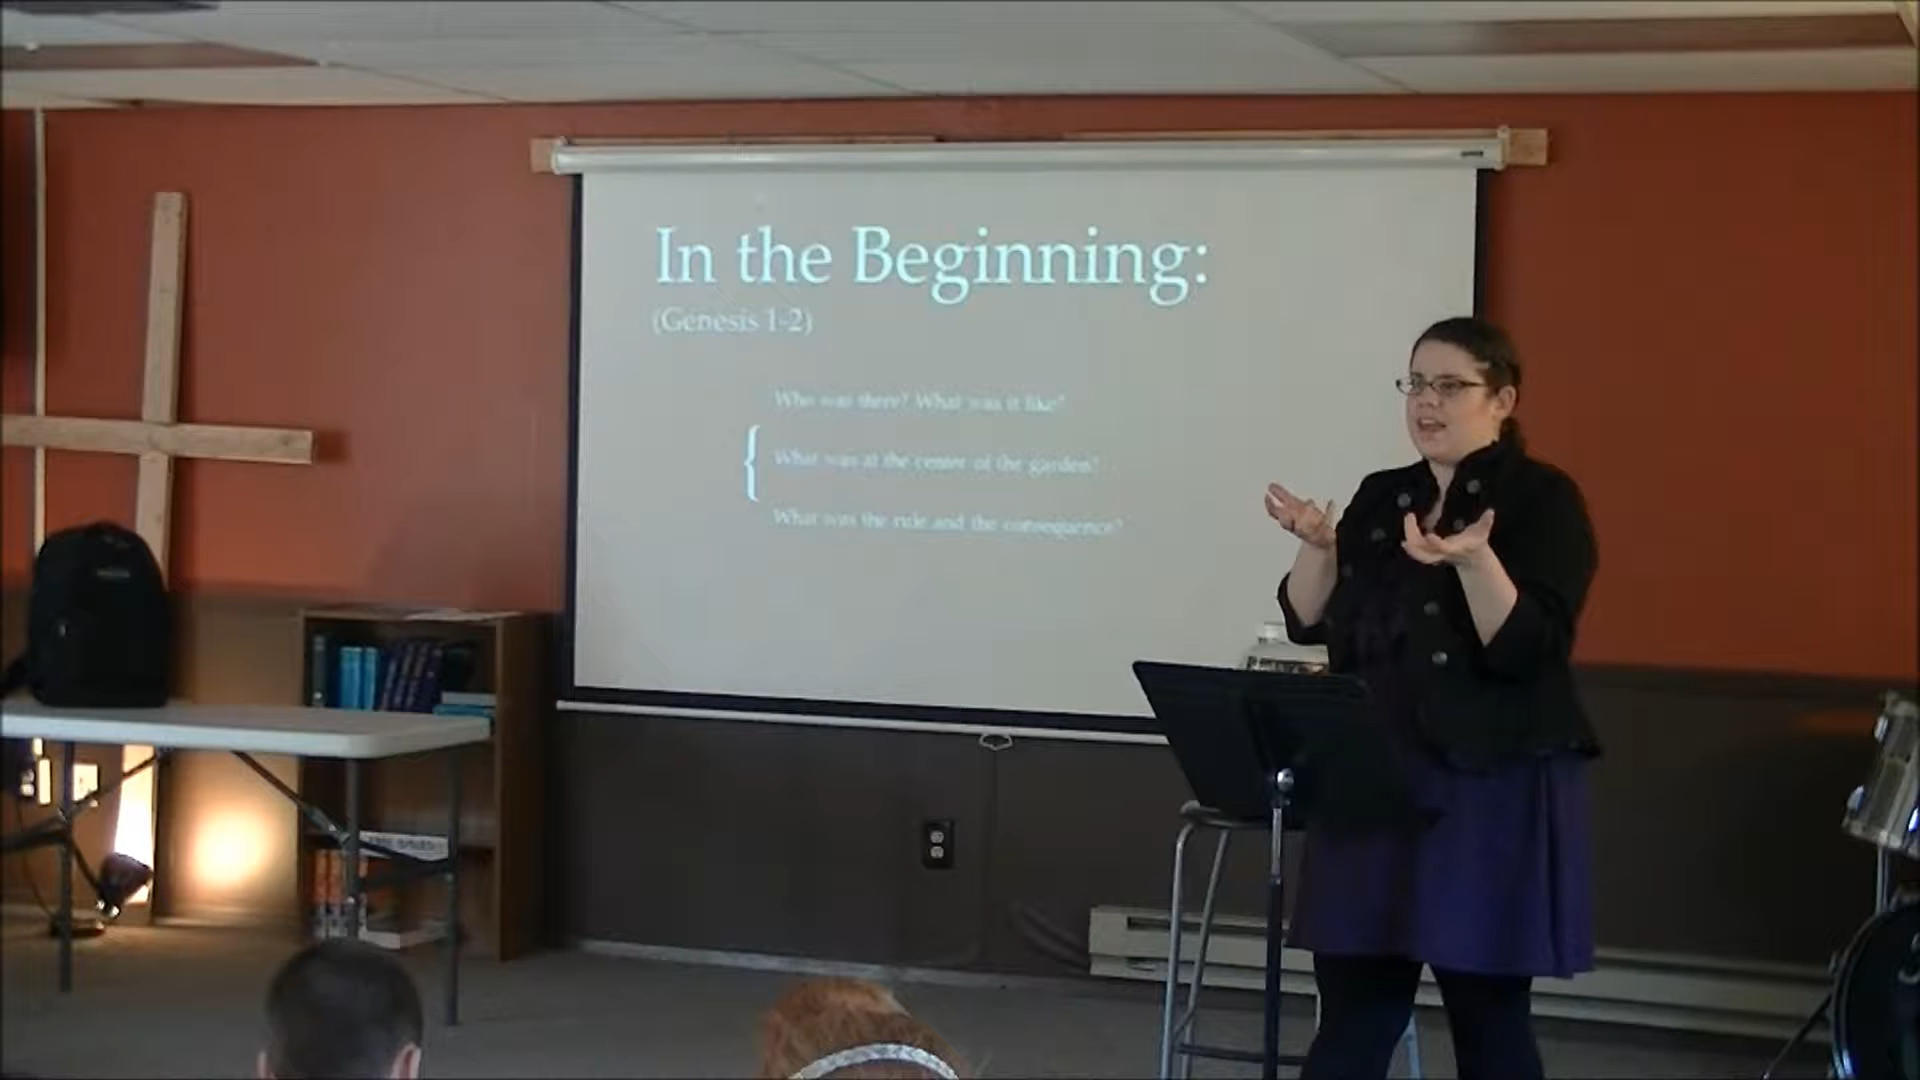 In the Beginning:
(Genesis 1-2)
Who was there? What was it like?
What was at the center of the garden?
What was the rule and the consequence?